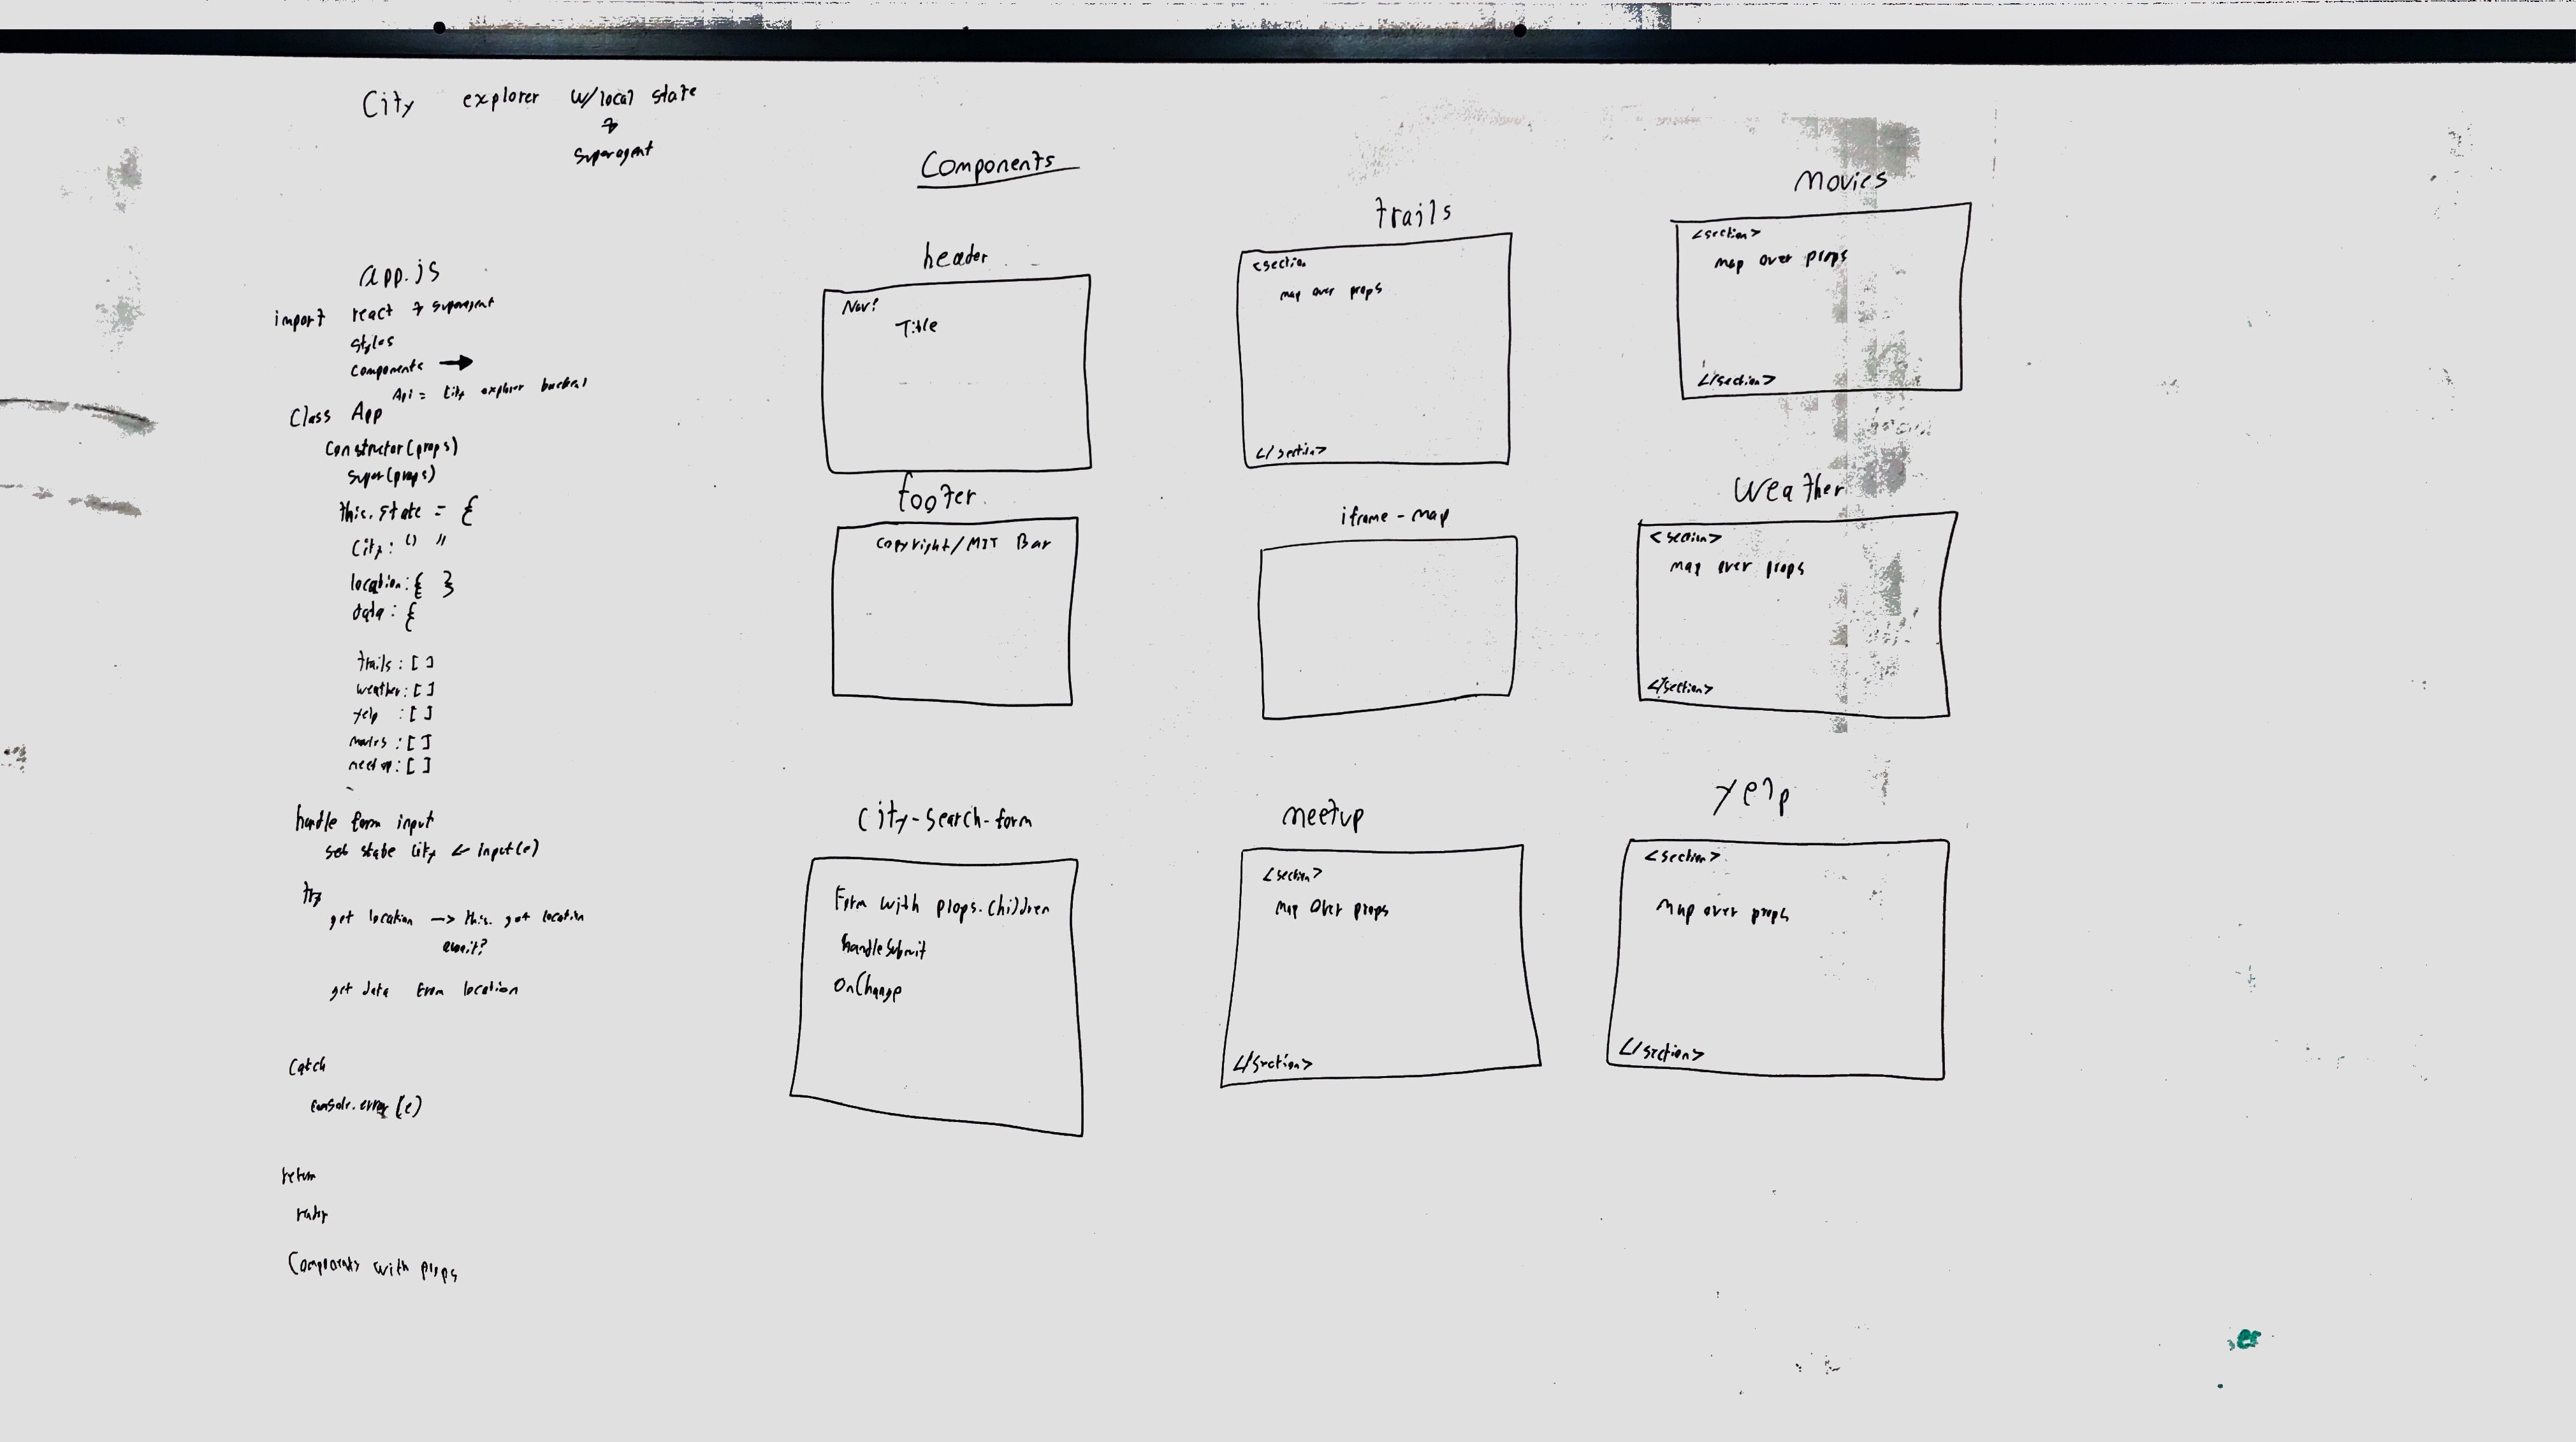 City explorer w/local state
&
superagent
Components
app.js
import react & superagent
styles
components →
Api = City explorer backend
Class App
Constructor(props)
super(props)
this.state = {
City: " "
location: { }
data: {
trails: []
weather: []
yelp : []
movies : []
meetup: []
handle form input
set state city ← input(e)
try
get location -> this. get location
await?
get data from location
Catch
console.error(e)
return
render
Components with props
header
Nav?
Title
trails
<section
map over props
</section>
Movies
<section>
map over props
</section>
footer
Copyright/MIT Bar
iframe-map
Weather
<section>
map over props
</section>
City-search-form
Form with props.children
handleSubmit
OnChange
meetup
<section>
map over props
</section>
Yelp
<section>
map over props
</section>